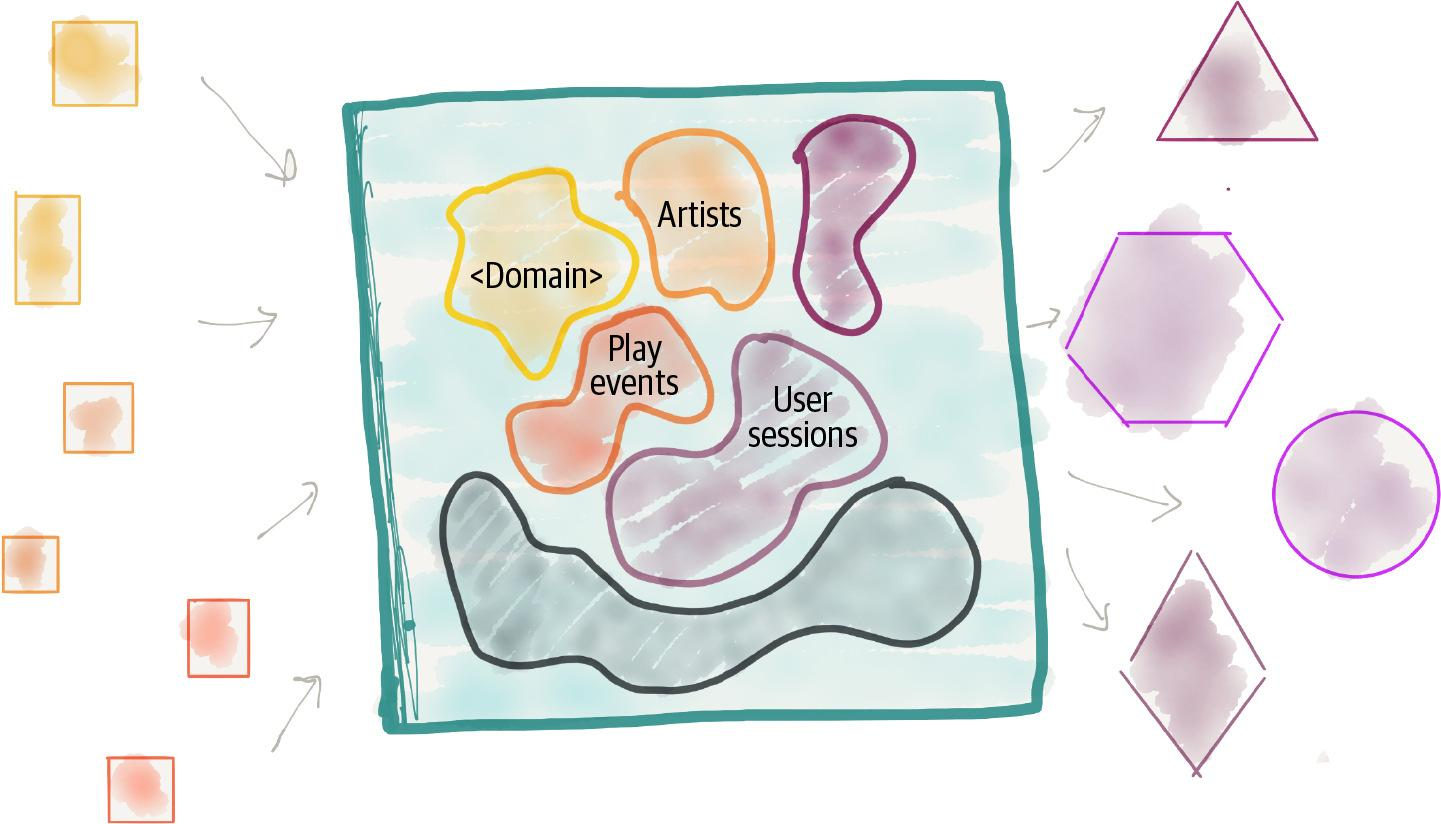 Artists
<Domain>
Play
events
User
sessions